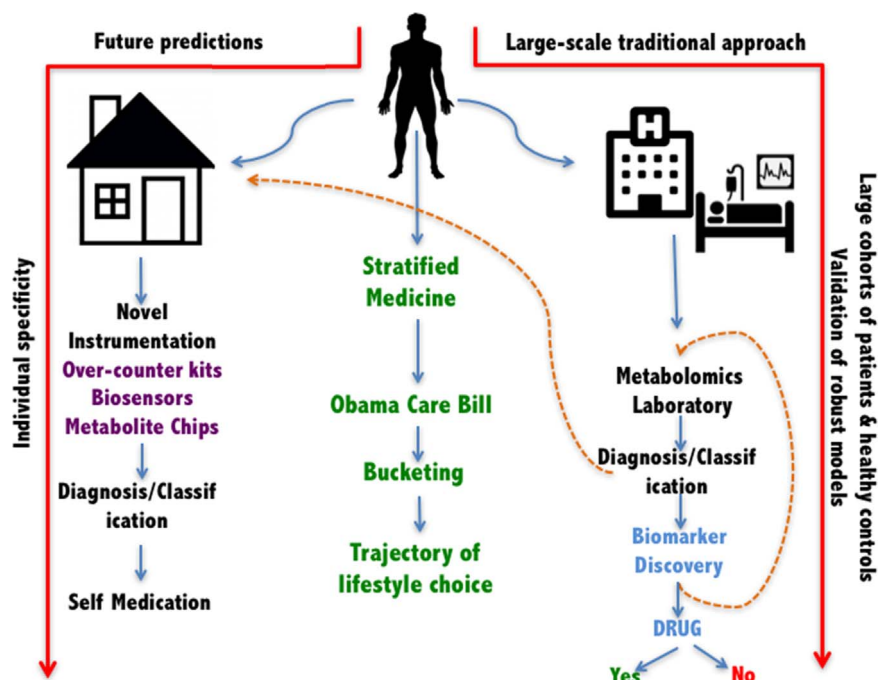 Future predictions
Large-scale traditional approach
H
Individual specificity
Novel
Instrumentation
Over-counter kits
Biosensors
Metabolite Chips
Diagnosis/Classif
ication
Self Medication
Stratified
Medicine
Obama Care Bill
Bucketing
Trajectory of
lifestyle choice
Metabolomics
Laboratory
Diagnosis/Classif
ication
Biomarker
Discovery
DRUG
Yes
No
Large cohorts of patients & healthy controls
Validation of robust models